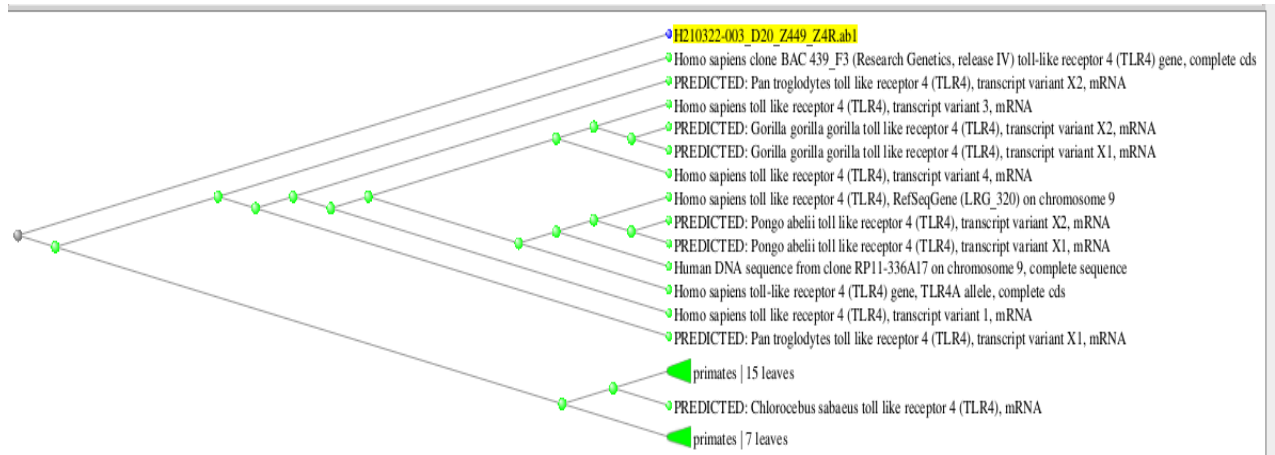 H210322-003_D20_Z449_Z4R.ab1
Homo sapiens clone BAC 439_F3 (Research Genetics, release IV) toll-like receptor 4 (TLR4) gene, complete cds
PREDICTED: Pan troglodytes toll like receptor 4 (TLR4), transcript variant X2, mRNA
Homo sapiens toll like receptor 4 (TLR4), transcript variant 3, mRNA
PREDICTED: Gorilla gorilla gorilla toll like receptor 4 (TLR4), transcript variant X2, mRNA
PREDICTED: Gorilla gorilla gorilla toll like receptor 4 (TLR4), transcript variant X1, mRNA
Homo sapiens toll like receptor 4 (TLR4), transcript variant 4, mRNA
Homo sapiens toll like receptor 4 (TLR4), RefSeqGene (LRG_320) on chromosome 9
PREDICTED: Pongo abelii toll like receptor 4 (TLR4), transcript variant X2, mRNA
PREDICTED: Pongo abelii toll like receptor 4 (TLR4), transcript variant X1, mRNA
Human DNA sequence from clone RP11-336A17 on chromosome 9, complete sequence
Homo sapiens toll-like receptor 4 (TLR4) gene, TLR4A allele, complete cds
Homo sapiens toll like receptor 4 (TLR4), transcript variant 1, mRNA
PREDICTED: Pan troglodytes toll like receptor 4 (TLR4), transcript variant X1, mRNA
primates | 15 leaves
PREDICTED: Chlorocebus sabaeus toll like receptor 4 (TLR4), mRNA
primates | 7 leaves